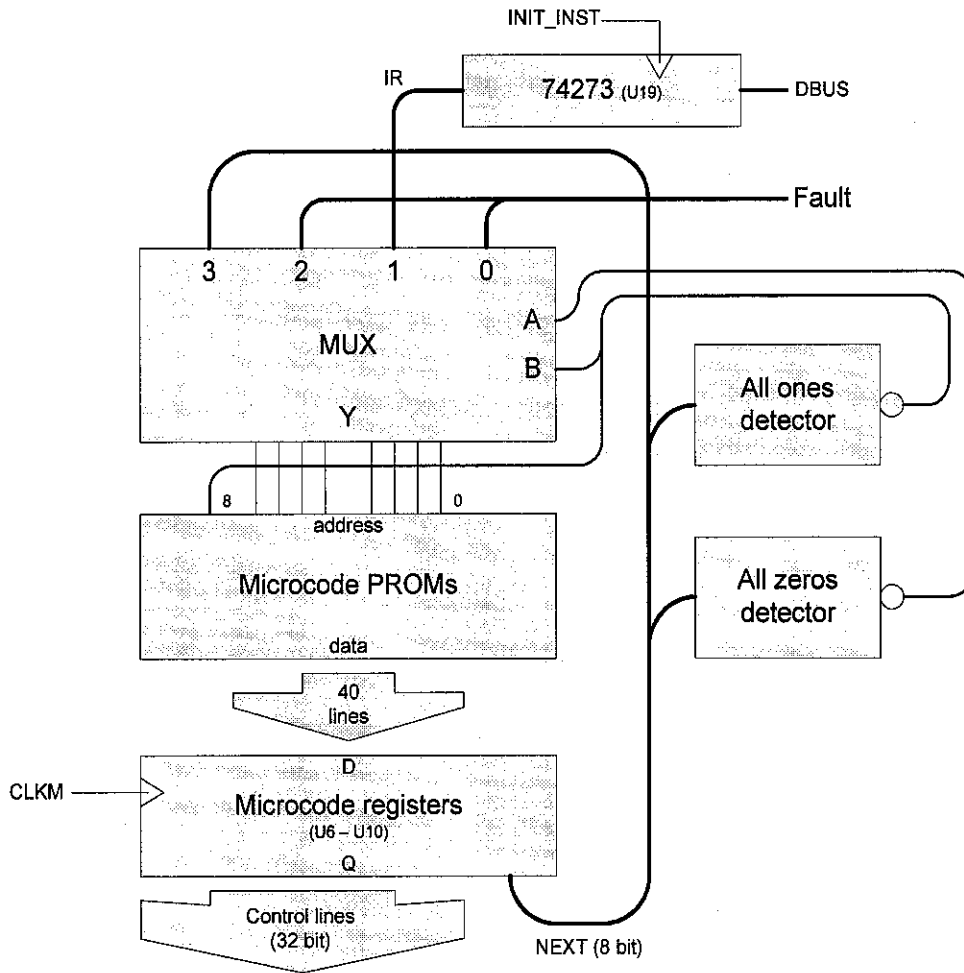 INIT_INST
IR
74273 (U19)
DBUS
Fault
3 2 1 0
A
MUX
B
Y
All ones
detector
8 0
address
Microcode PROMs
data
All zeros
detector
40
lines
D
CLKM
Microcode registers
(U6 – U10)
Q
Control lines
(32 bit)
NEXT (8 bit)